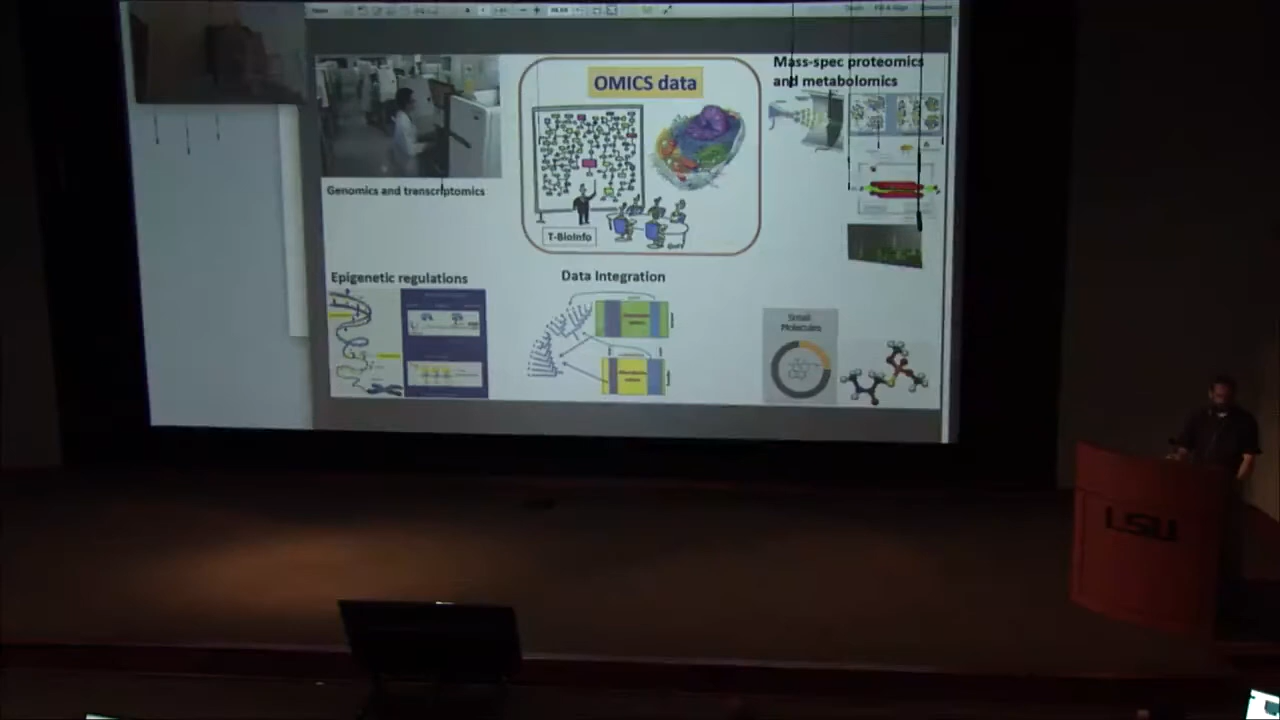 OMICS data
Mass-spec proteomics
and metabolomics
Genomics and transcriptomics
T-BioInfo
Epigenetic regulations
Data Integration
Small
Molecules
LSU